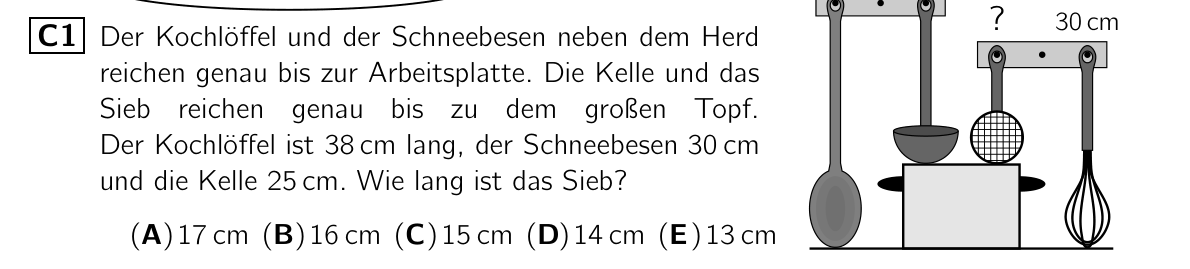 ?
30 cm
C1 Der Kochlöffel und der Schneebesen neben dem Herd
reichen genau bis zur Arbeitsplatte. Die Kelle und das
Sieb reichen genau bis zu dem großen Topf.
Der Kochlöffel ist 38 cm lang, der Schneebesen 30 cm
und die Kelle 25 cm. Wie lang ist das Sieb?
(A) 17 cm (B) 16 cm (C) 15 cm (D) 14 cm (E) 13 cm